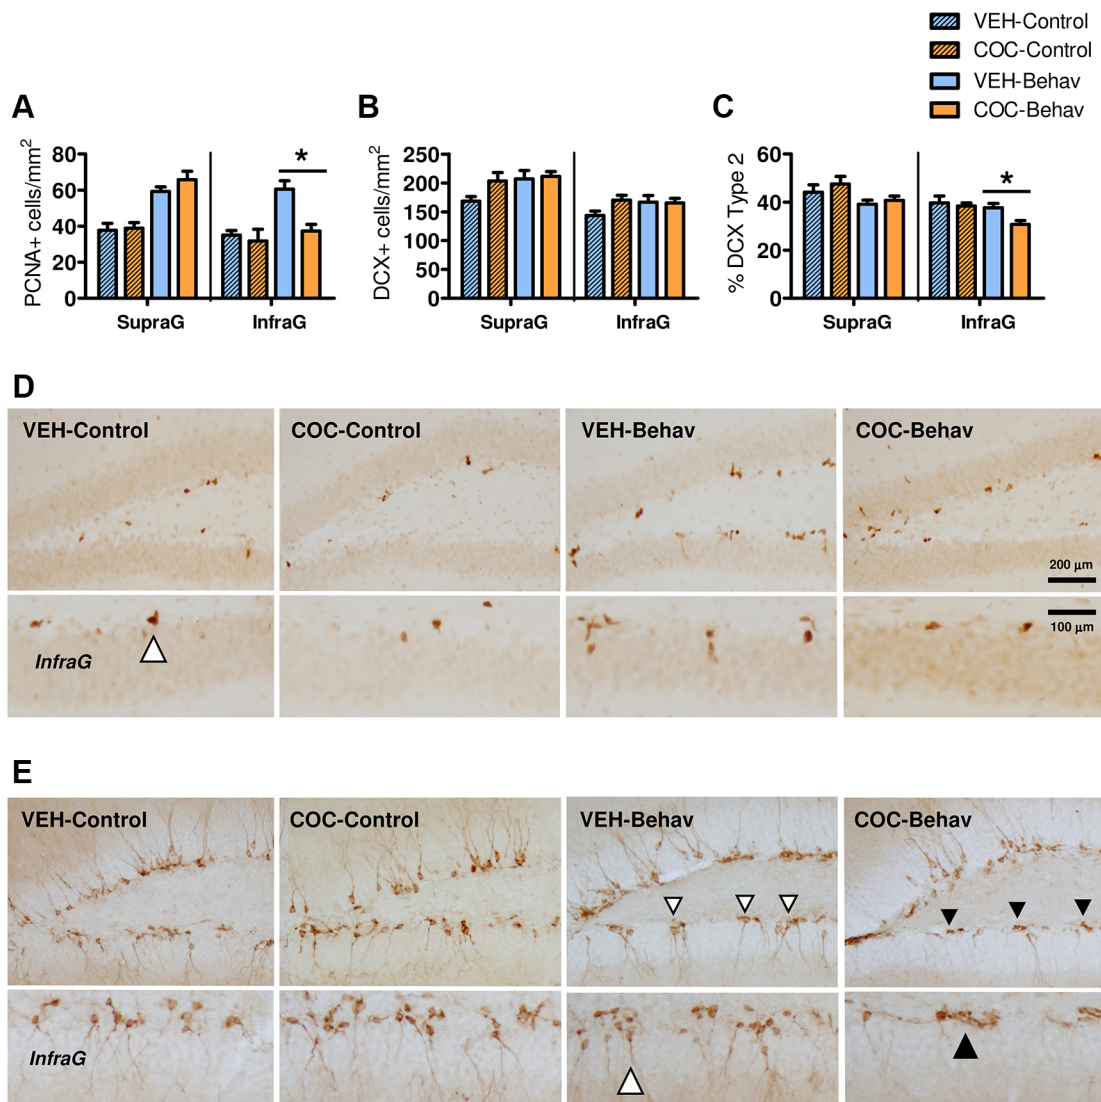 VEH-Control
COC-Control
VEH-Behav
COC-Behav
A
B
C
PCNA+ cells/mm²
80
60
40
20
0
*
SupraG
InfraG
DCX+ cells/mm²
250
200
150
100
50
0
SupraG
InfraG
% DCX Type 2
60
40
20
0
*
SupraG
InfraG
D
VEH-Control
COC-Control
VEH-Behav
COC-Behav
200 µm
100 µm
InfraG
E
VEH-Control
COC-Control
VEH-Behav
COC-Behav
InfraG